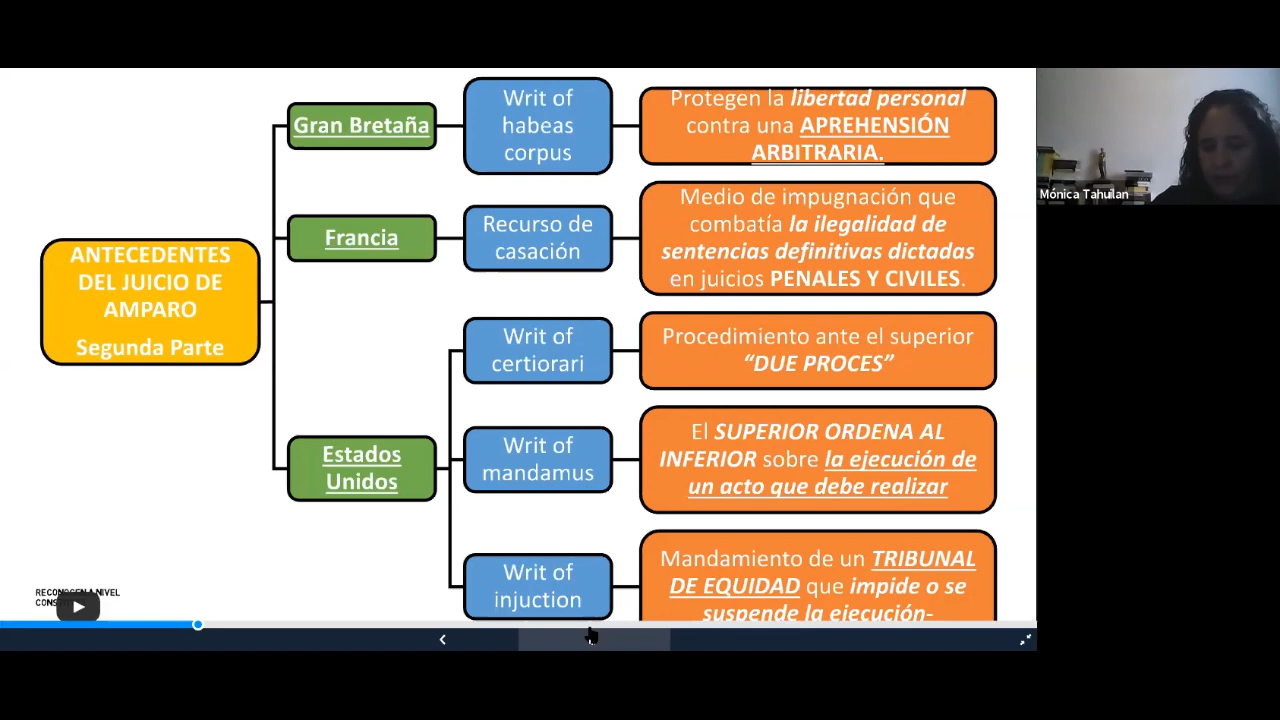 ANTECEDENTES
DEL JUICIO DE
AMPARO
Segunda Parte
Gran Bretaña
Writ of
habeas
corpus
Protegen la libertad personal
contra una APREHENSIÓN
ARBITRARIA.
Francia
Recurso de
casación
Medio de impugnación que
combatía la ilegalidad de
sentencias definitivas dictadas
en juicios PENALES Y CIVILES.
Estados
Unidos
Writ of
certiorari
Procedimiento ante el superior
“DUE PROCES”
Writ of
mandamus
El SUPERIOR ORDENA AL
INFERIOR sobre la ejecución de
un acto que debe realizar
Writ of
injuction
Mandamiento de un TRIBUNAL
DE EQUIDAD que impide o se
suspende la ejecución-
RECONOCEN A NIVEL
Mónica Tahuilan